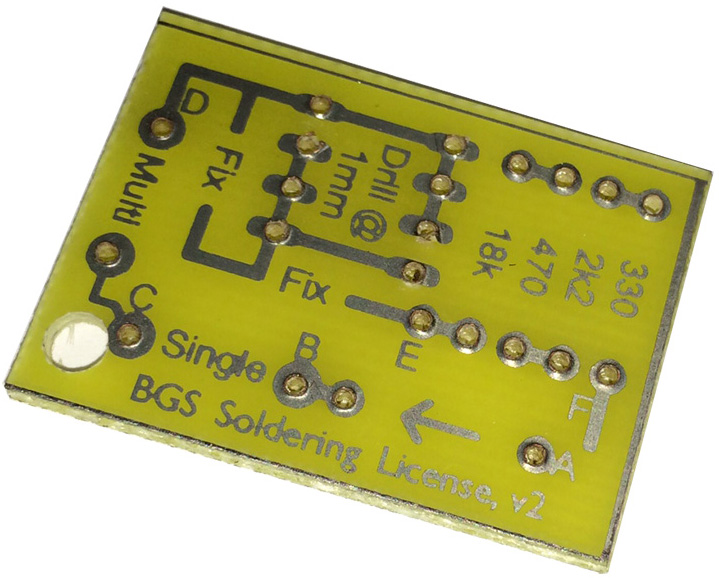 D
Multi
Fix
Drill @
1mm
330
2k2
470
18k
Fix
C
Single
B
E
F
A
BGS Soldering License, v2